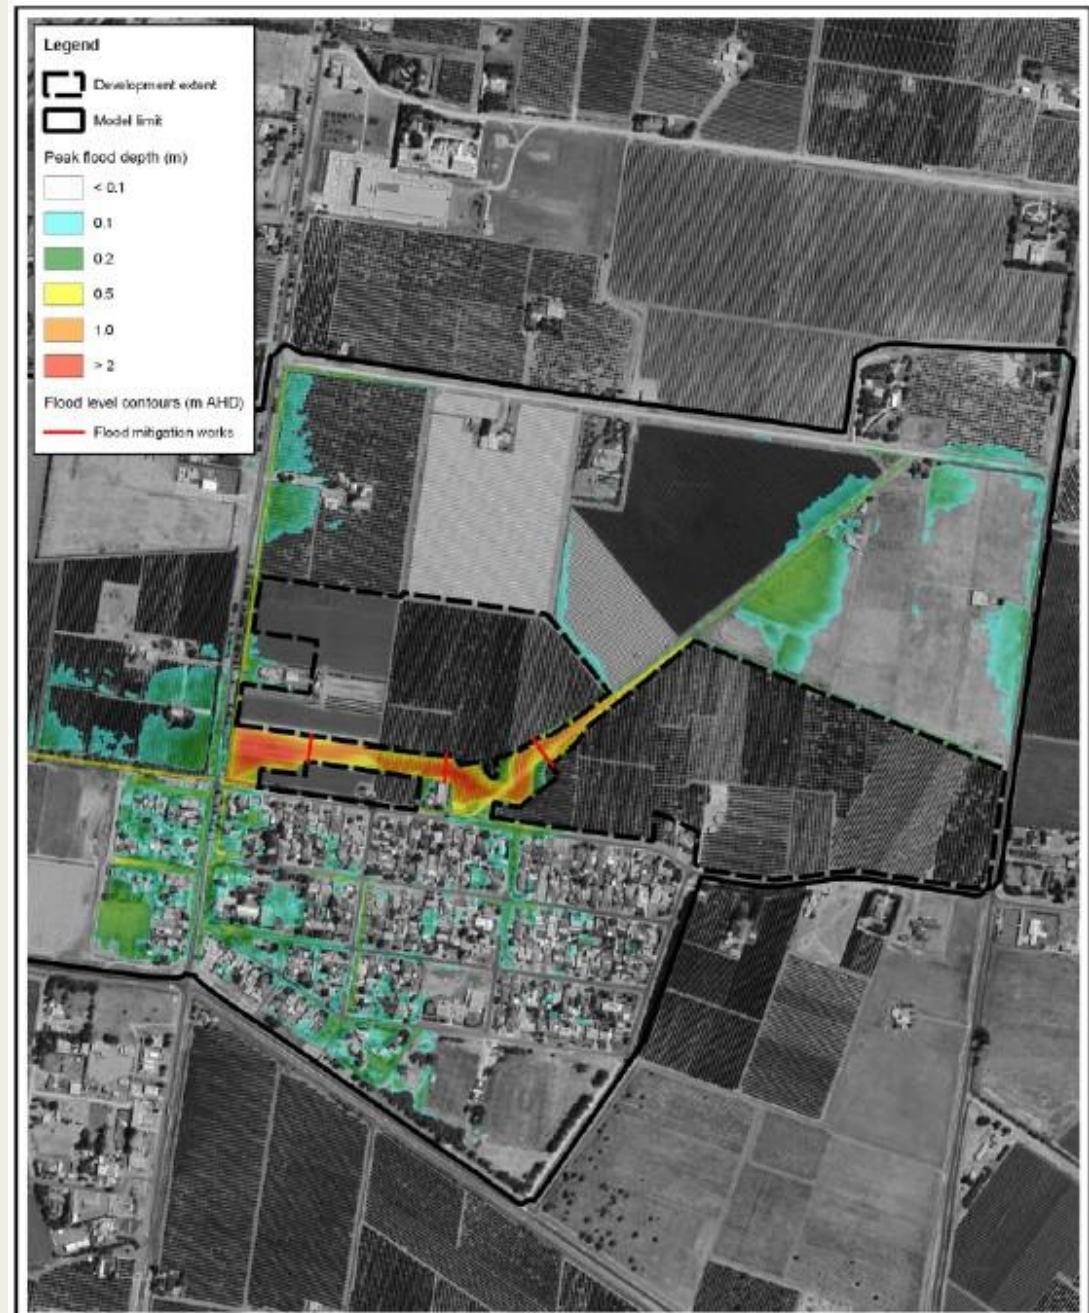 Legend
Development extent
Model limit
Peak flood depth (m)
< 0.1
0.1
0.2
0.5
1.0
> 2
Flood level contours (m AHD)
Flood mitigation works